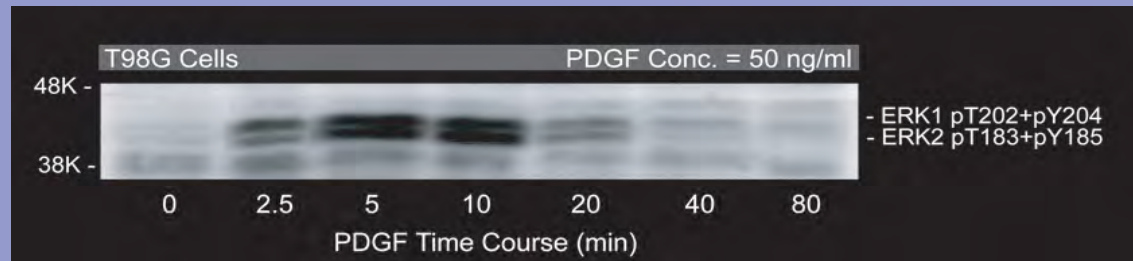 T98G Cells PDGF Conc. = 50 ng/ml
48K -
- ERK1 pT202+pY204
- ERK2 pT183+pY185
38K -
0 2.5 5 10 20 40 80
PDGF Time Course (min)